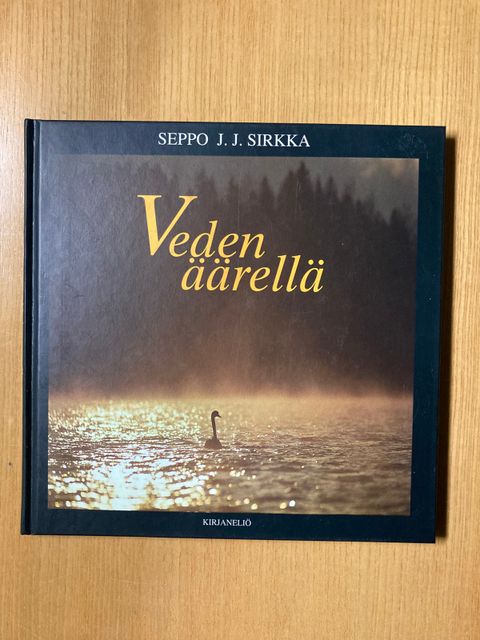 SEPPO J. J. SIRKKA
Veden
äärellä
KIRJANELIÖ